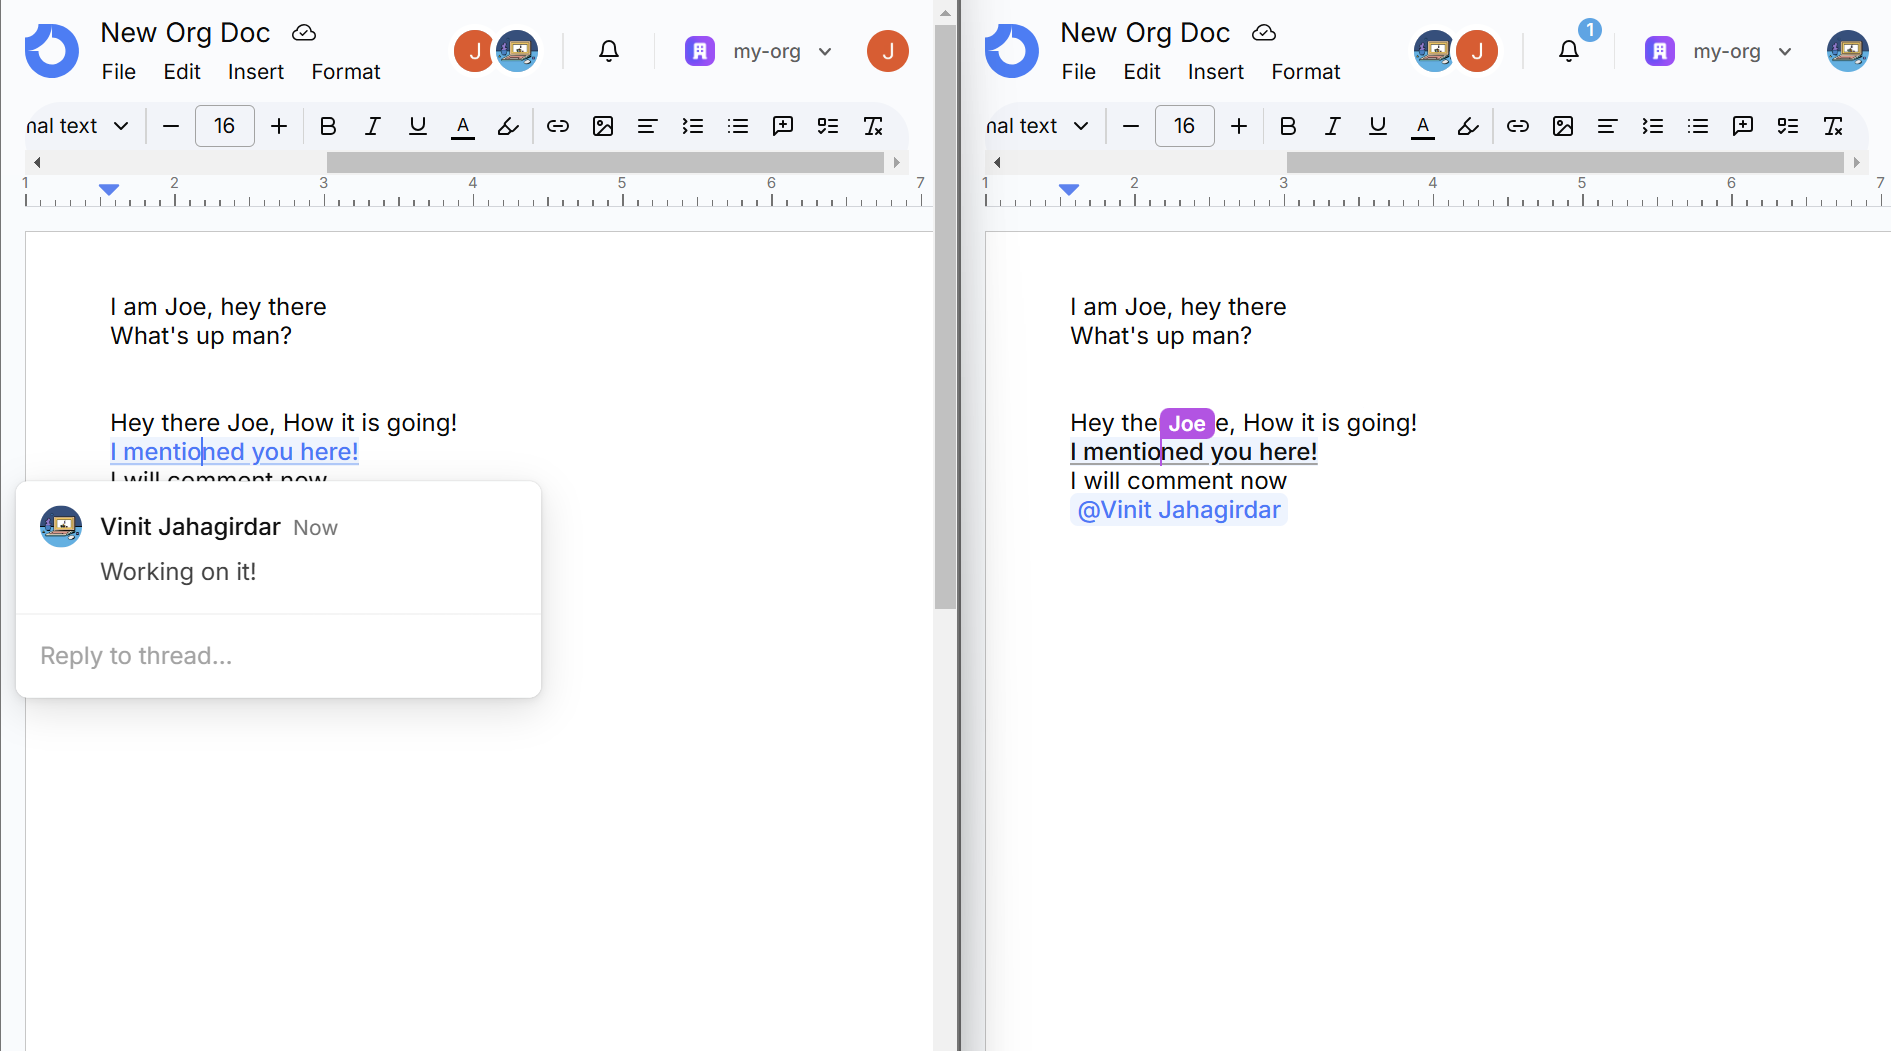 New Org Doc
File Edit Insert Format
J
my-org
J
nal text
16
B I U A
1 2 3 4 5 6 7
I am Joe, hey there
What's up man?
Hey there Joe, How it is going!
I mentioned you here!
I will comment now
Vinit Jahagirdar Now
Working on it!
Reply to thread...
New Org Doc
File Edit Insert Format
J
1
my-org
nal text
16
B I U A
1 2 3 4 5 6 7
I am Joe, hey there
What's up man?
Hey the Joe e, How it is going!
I mentioned you here!
I will comment now
@Vinit Jahagirdar